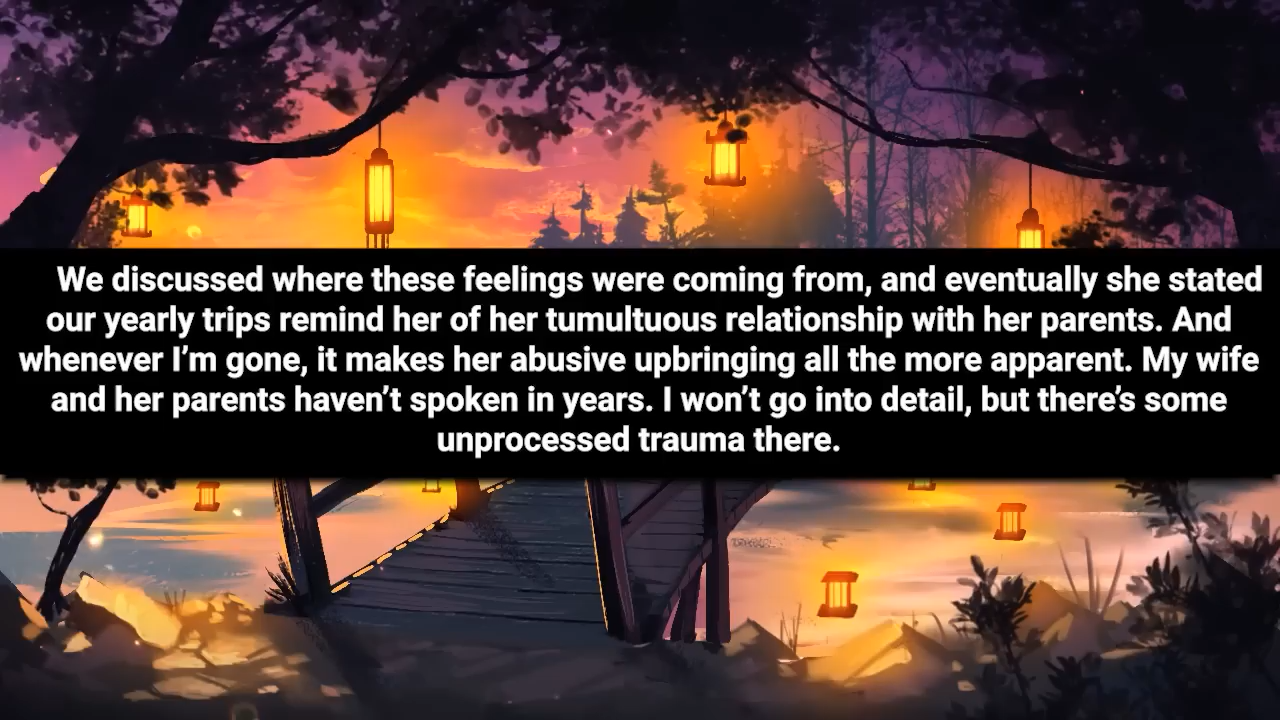 We discussed where these feelings were coming from, and eventually she stated
our yearly trips remind her of her tumultuous relationship with her parents. And
whenever I’m gone, it makes her abusive upbringing all the more apparent. My wife
and her parents haven’t spoken in years. I won’t go into detail, but there’s some
unprocessed trauma there.